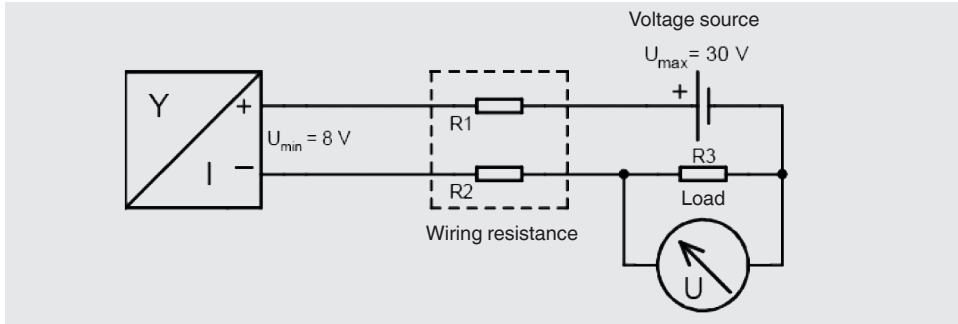 Voltage source
Umax= 30 V
+
Y
+
R1
Umin = 8 V
I
−
R3
R2
Load
Wiring resistance
U